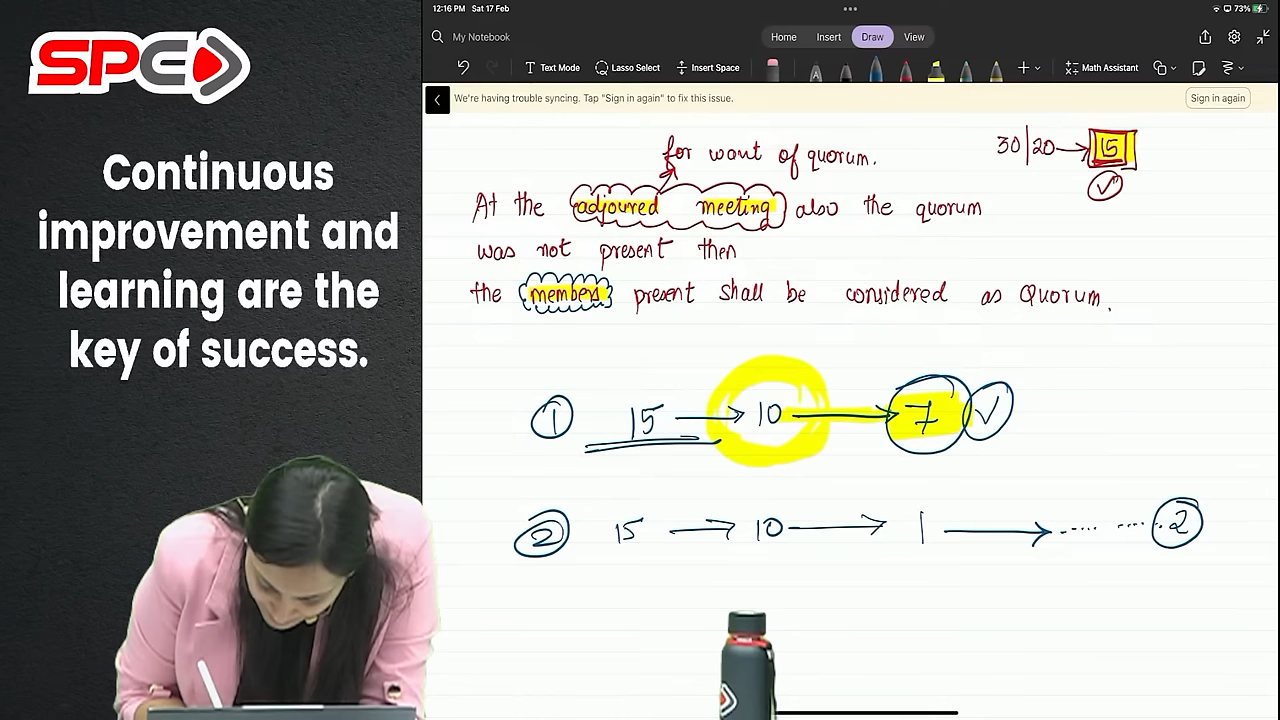 SPC
Continuous
improvement and
learning are the
key of success.
12:16 PM Sat 17 Feb
73%
My Notebook
Home Insert Draw View
Text Mode Lasso Select Insert Space Math Assistant
We're having trouble syncing. Tap "Sign in again" to fix this issue. Sign in again
for want of quorum.
30|20→15
At the adjoured meeting also the quorum
was not present then
the members present shall be considered as Quorum.
1 15 → 10 → 7 ✓
2 15 → 10 → 1 → ........ 2